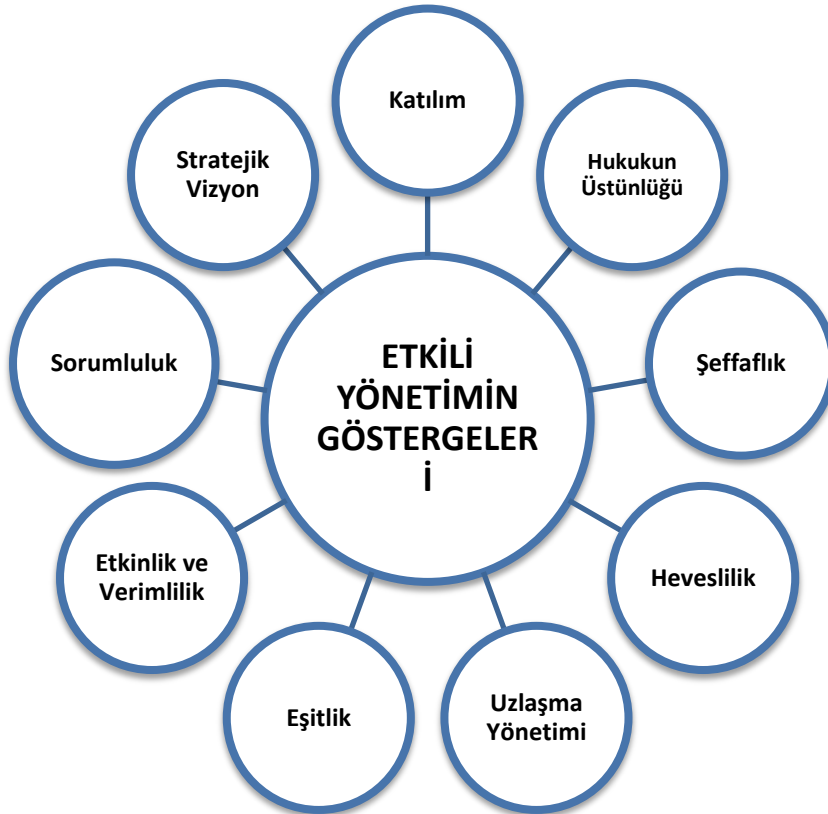 Katılım
Hukukun
Üstünlüğü
Şeffaflık
Heveslilik
Uzlaşma
Yönetimi
Eşitlik
Etkinlik ve
Verimlilik
Sorumluluk
Stratejik
Vizyon
ETKİLİ
YÖNETİMİN
GÖSTERGELER
İ